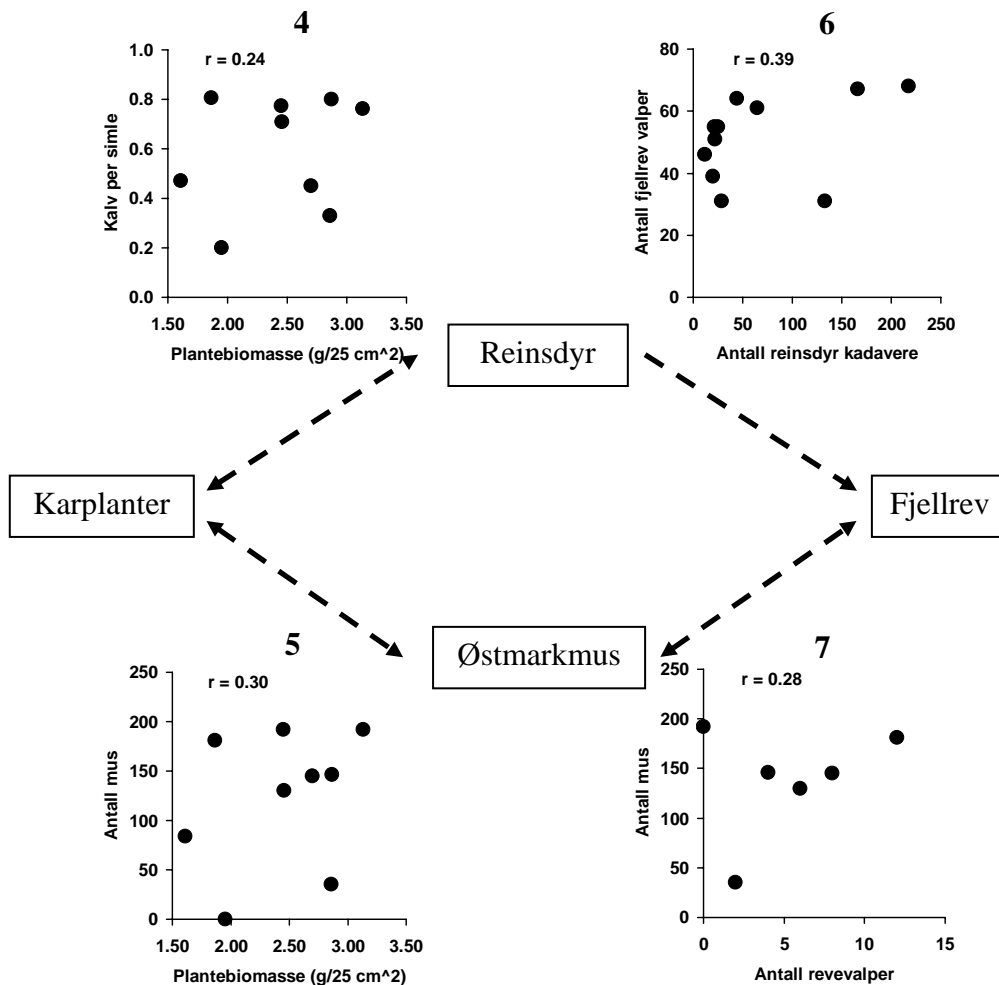 4
r = 0.24
Kalv per simle
1.0
0.8
0.6
0.4
0.2
0.0
1.50 2.00 2.50 3.00 3.50
Plantebiomasse (g/25 cm^2)
6
r = 0.39
Antall fjellrev valper
80
60
40
20
0
0 50 100 150 200 250
Antall reinsdyr kadavere
Reinsdyr
Karplanter
Fjellrev
Østmarkmus
5
r = 0.30
Antall mus
250
200
150
100
50
0
1.50 2.00 2.50 3.00 3.50
Plantebiomasse (g/25 cm^2)
7
r = 0.28
Antall mus
250
200
150
100
50
0
0 5 10 15
Antall revevalper